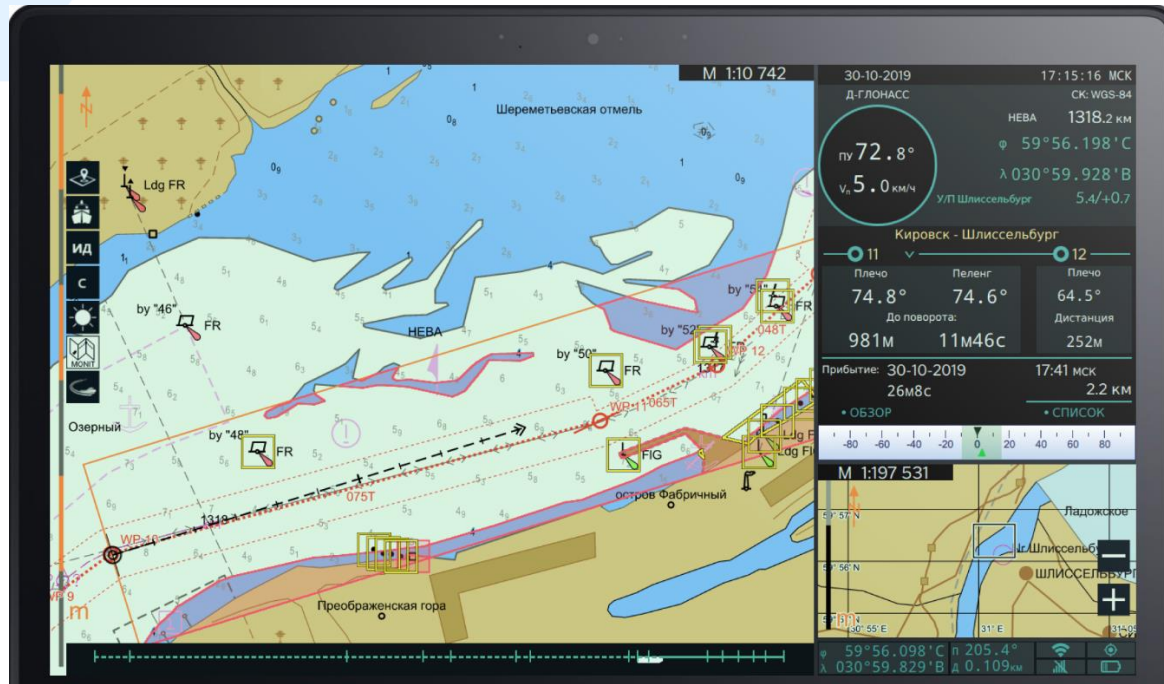 M 1:10 742
Шереметьевская отмель
Ldg FR
ИД
С
MONIT
by "46"
FR
НЕВА
by "50"
FR
by "48"
FR
by "52"
WP 12
FR
048T
WP 11
065T
FIG
Озерный
075T
1318
WP 10
WP 9
m
остров Фабричный
Преображенская гора
30-10-2019
17:15:16 МСК
Д-ГЛОНАСС
СК: WGS-84
НЕВА 1318.2 км
ПУ 72.8°
Vп 5.0 км/ч
φ 59°56.198'С
λ 030°59.928'В
У/П Шлиссельбург 5.4/+0.7
Кировск - Шлиссельбург
11
12
Плечо
Пеленг
Плечо
74.8°
74.6°
64.5°
До поворота:
Дистанция
981м
11м46с
252м
Прибытие: 30-10-2019
17:41 мск
26м8с
2.2 км
• ОБЗОР
• СПИСОК
-80 -60 -40 -20 0 20 40 60 80
M 1:197 531
59° 57' N
Ладожское
59° 56' N
ШЛИССЕЛЬБУРГ
30° 55' E
31° E
φ 59°56.098'С
п 205.4°
λ 030°59.829'В
д 0.109км